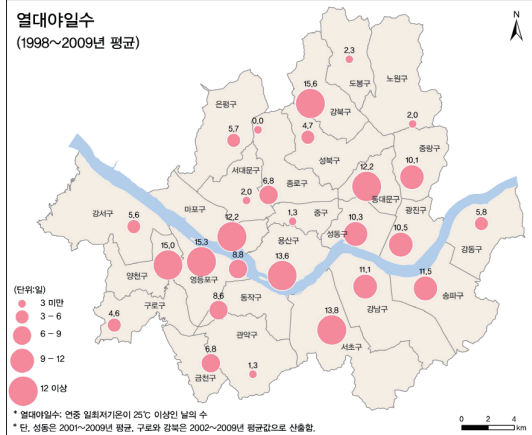 열대야일수
(1998～2009년 평균)
N
2,3
도봉구
노원구
15,6
강북구
은평구
0,0
5,7
4,7
2,0
성북구
중랑구
10,1
서대문구
6,8
종로구
12,2
동대문구
2,0
마포구
강서구
5,6
12,2
1,3
중구
성동구
10,3
광진구
10,5
5,8
강동구
용산구
15,0
15,3
8,8
13,6
양천구
영등포구
11,1
11,5
송파구
강남구
구로구
8,6
동작구
4,6
13,8
서초구
관악구
6,8
금천구
1,3
(단위:일)
3 미만
3 – 6
6 – 9
9 – 12
12 이상
* 열대야일수: 연중 일최저기온이 25℃ 이상인 날의 수
* 단, 성동은 2001～2009년 평균, 구로와 강북은 2002～2009년 평균값으로 산출함.
0 2 4
km